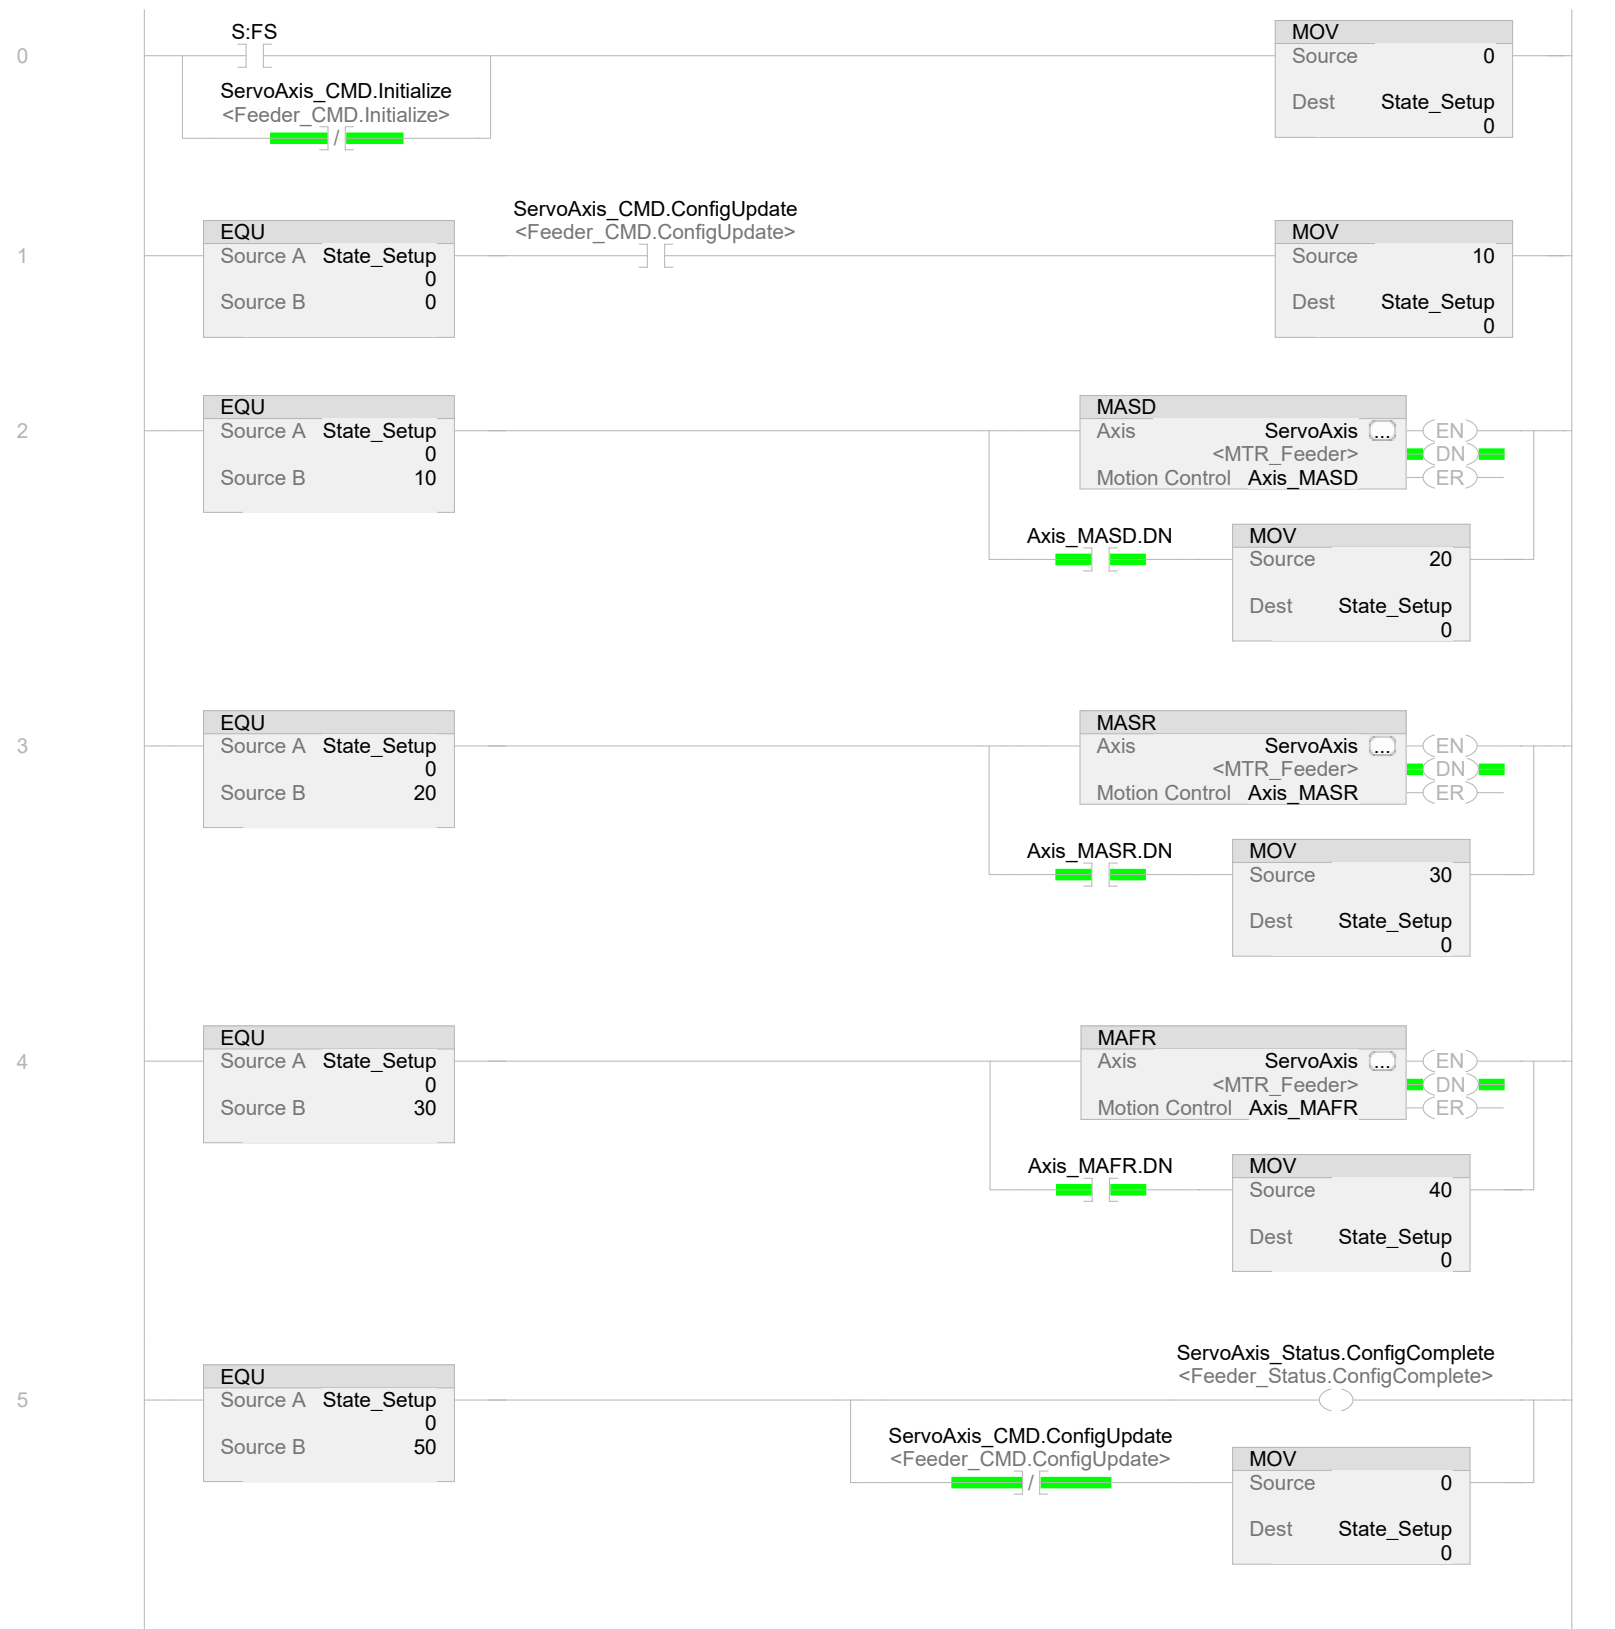 S:FS
MOV
0
Source 0
ServoAxis_CMD.Initialize
<Feeder_CMD.Initialize>
Dest State_Setup
0
/
ServoAxis_CMD.ConfigUpdate
<Feeder_CMD.ConfigUpdate>
EQU
MOV
1
Source A State_Setup
Source 10
0
Source B 0
Dest State_Setup
0
EQU
MASD
2
Source A State_Setup
Axis ServoAxis ... EN
0
<MTR_Feeder> DN
Source B 10
Motion Control Axis_MASD ER
Axis_MASD.DN
MOV
Source 20
Dest State_Setup
0
EQU
MASR
3
Source A State_Setup
Axis ServoAxis ... EN
0
<MTR_Feeder> DN
Source B 20
Motion Control Axis_MASR ER
Axis_MASR.DN
MOV
Source 30
Dest State_Setup
0
EQU
MAFR
4
Source A State_Setup
Axis ServoAxis ... EN
0
<MTR_Feeder> DN
Source B 30
Motion Control Axis_MAFR ER
Axis_MAFR.DN
MOV
Source 40
Dest State_Setup
0
ServoAxis_Status.ConfigComplete
<Feeder_Status.ConfigComplete>
EQU
5
Source A State_Setup
0
Source B 50
ServoAxis_CMD.ConfigUpdate
<Feeder_CMD.ConfigUpdate>
/
MOV
Source 0
Dest State_Setup
0